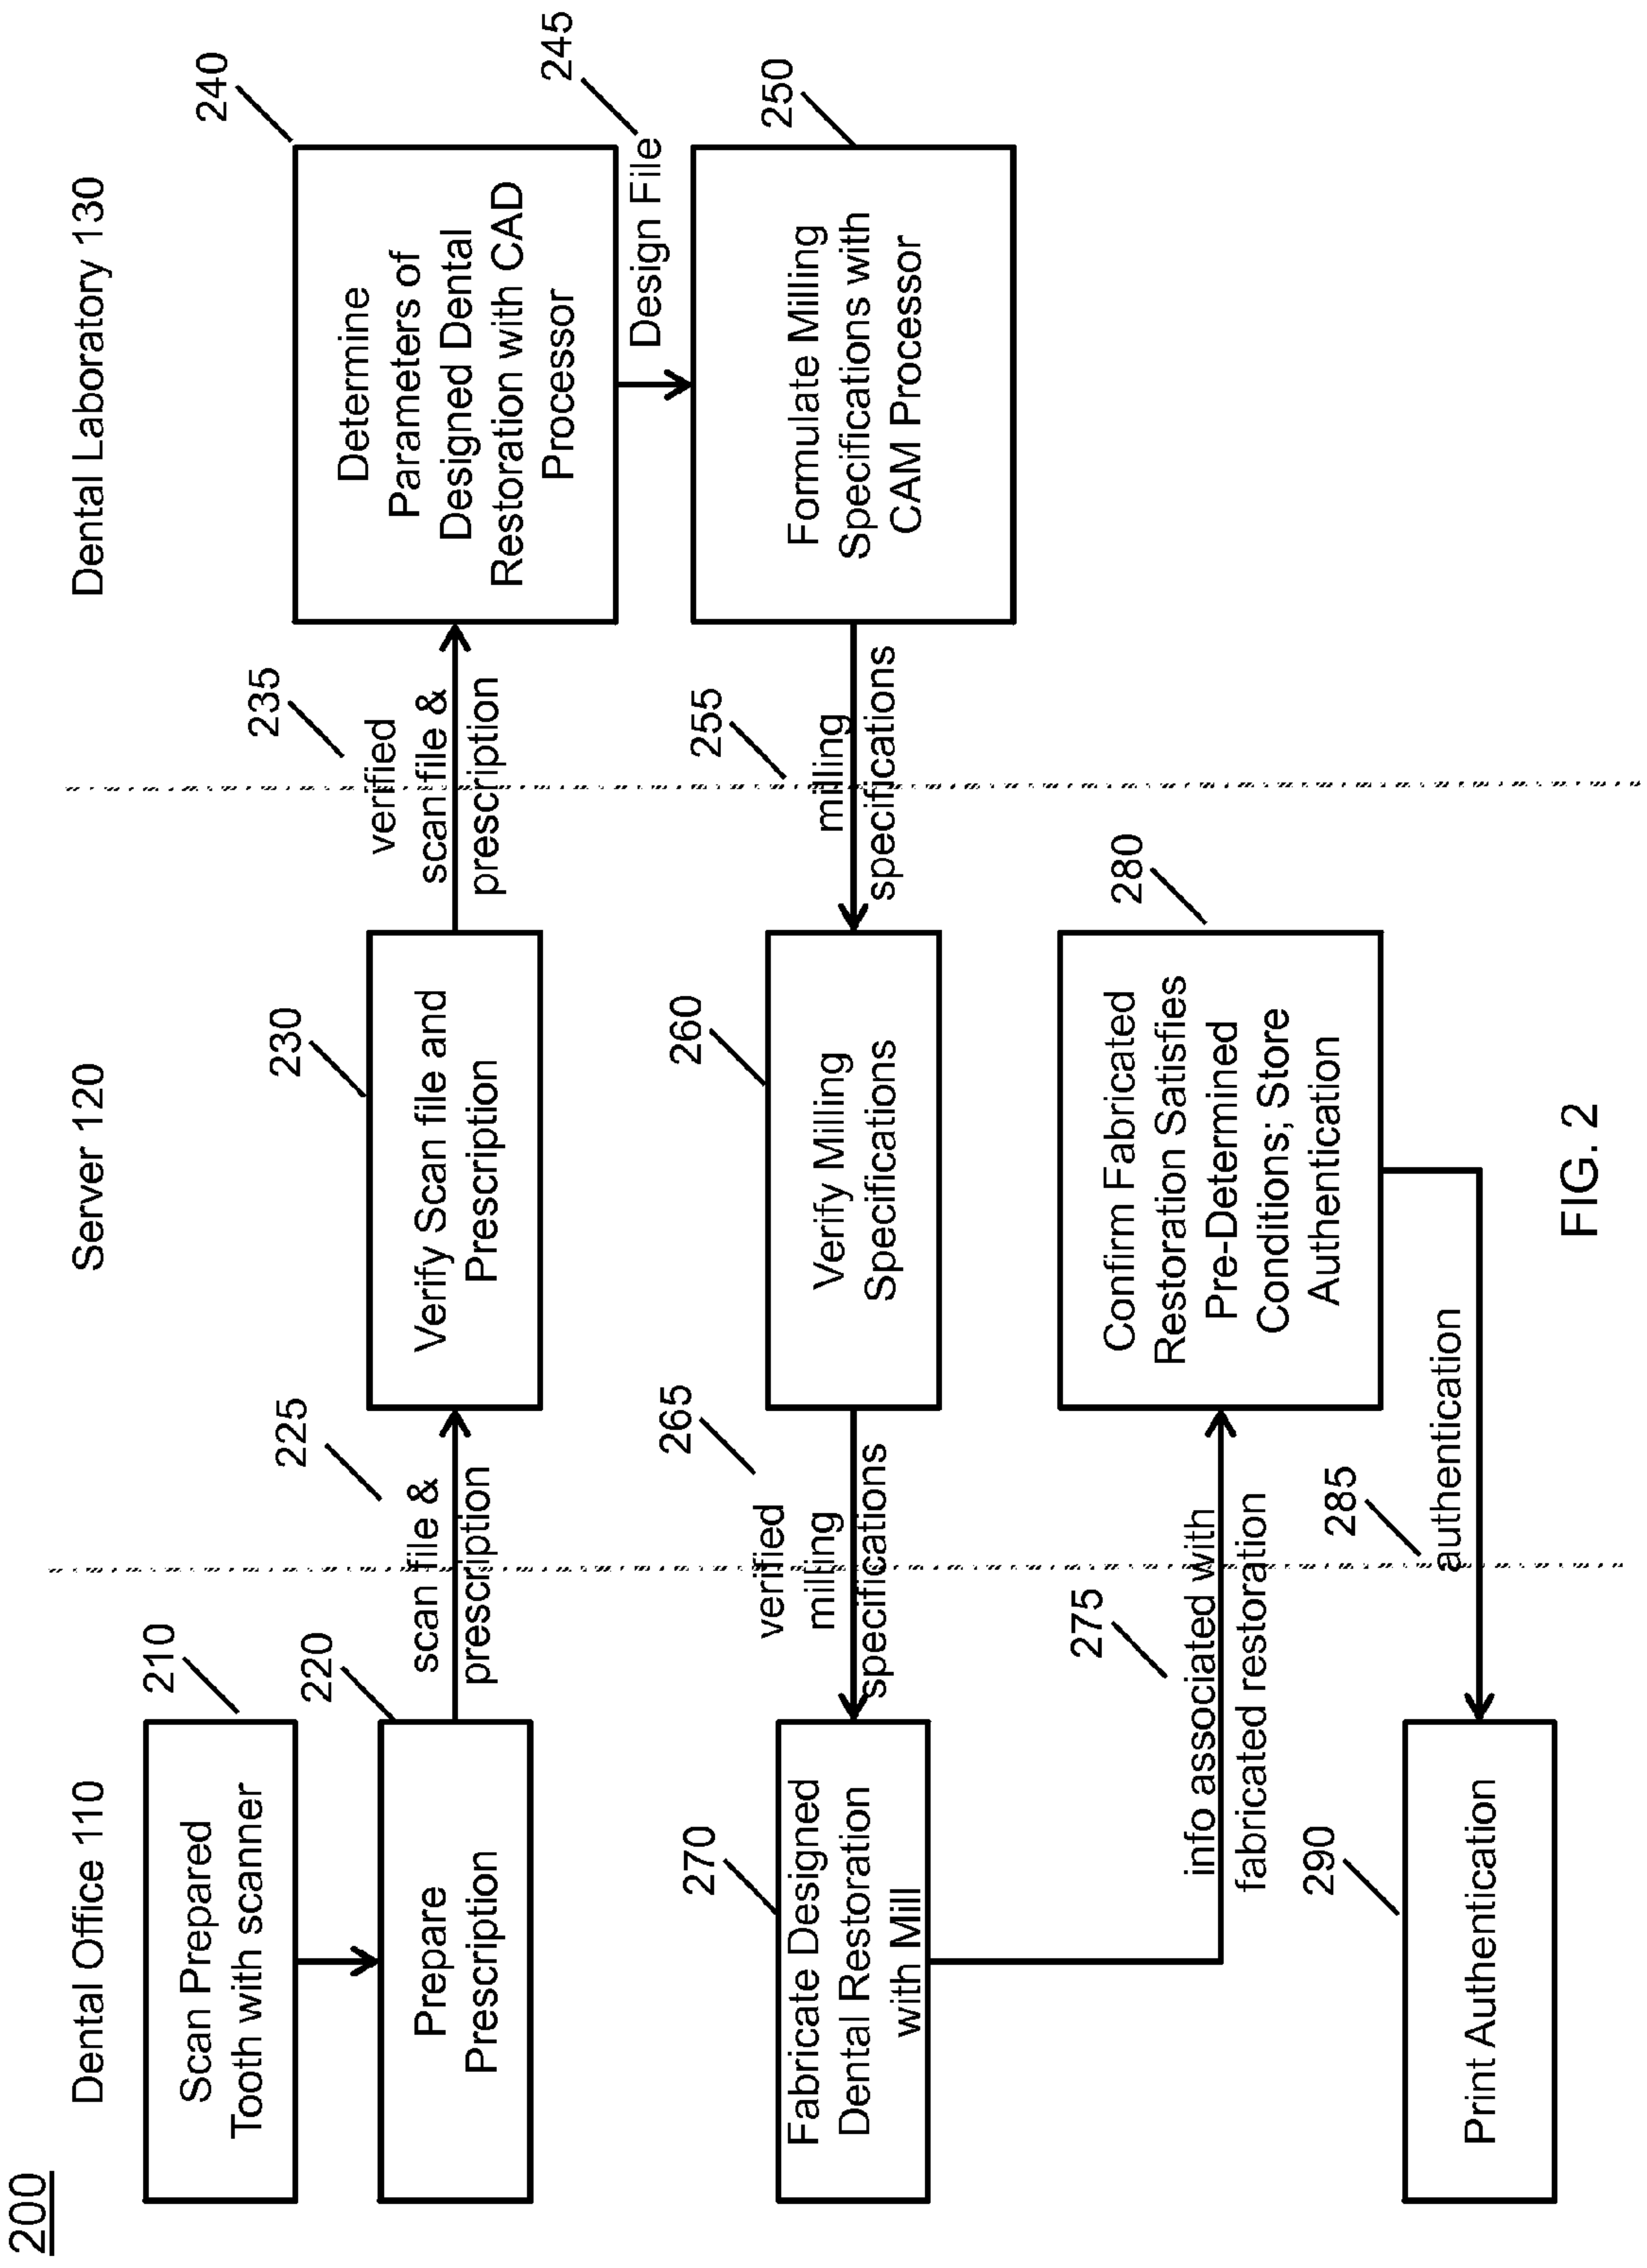 200
Dental Office 110
Server 120
Dental Laboratory 130
210
Scan Prepared
Tooth with scanner
220
Prepare
Prescription
225
scan file &
prescription
230
Verify Scan file and
Prescription
235
verified
scan file &
prescription
240
Determine
Parameters of
Designed Dental
Restoration with CAD
Processor
245
Design File
250
Formulate Milling
Specifications with
CAM Processor
255
milling
specifications
260
Verify Milling
Specifications
265
verified
milling
specifications
270
Fabricate Designed
Dental Restoration
with Mill
275
info associated with
fabricated restoration
280
Confirm Fabricated
Restoration Satisfies
Pre-Determined
Conditions; Store
Authentication
285
authentication
290
Print Authentication
FIG. 2